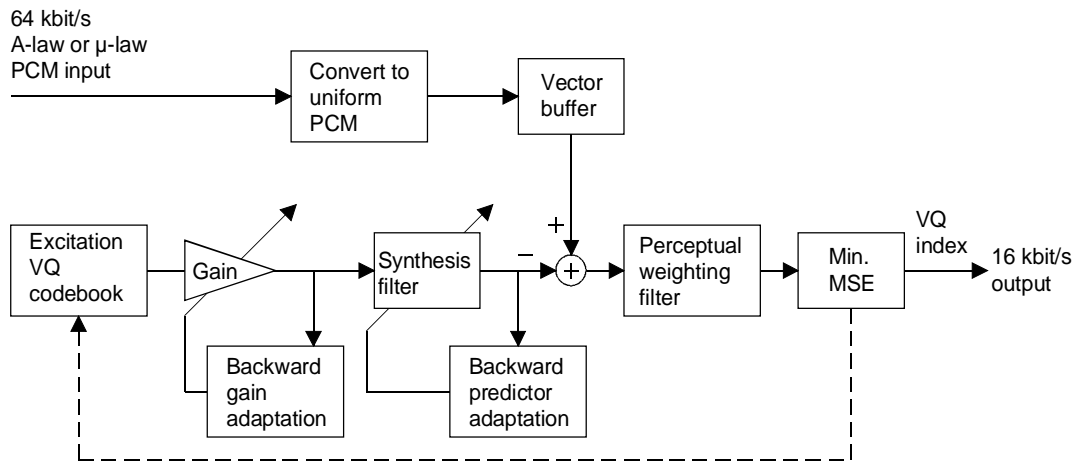 64 kbit/s
A-law or µ-law
PCM input
Convert to
uniform
PCM
Vector
buffer
+
Excitation
VQ
codebook
Gain
Synthesis
filter
–
+
Perceptual
weighting
filter
Min.
MSE
VQ
index
16 kbit/s
output
Backward
gain
adaptation
Backward
predictor
adaptation